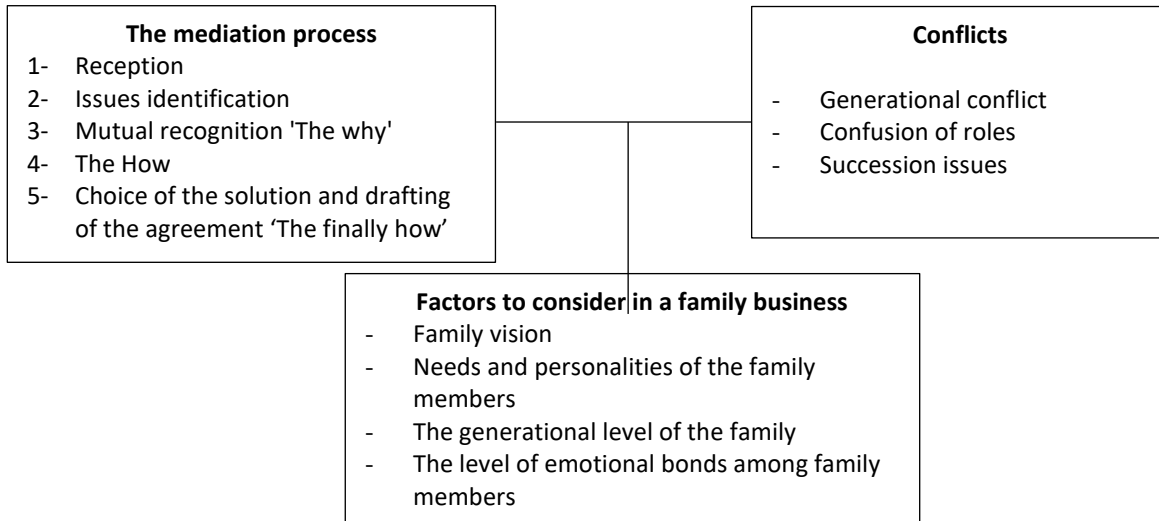 The mediation process
1- Reception
2- Issues identification
3- Mutual recognition 'The why'
4- The How
5- Choice of the solution and drafting
of the agreement ‘The finally how’
Conflicts
- Generational conflict
- Confusion of roles
- Succession issues
Factors to consider in a family business
- Family vision
- Needs and personalities of the family
members
- The generational level of the family
- The level of emotional bonds among family
members